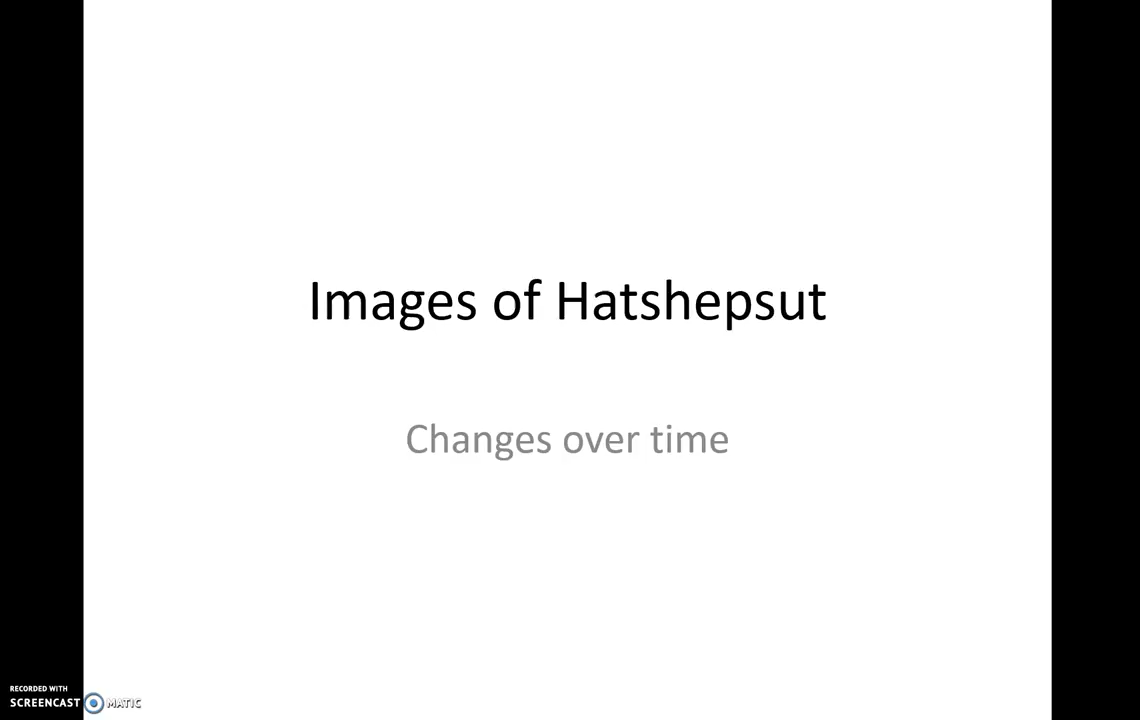 Images of Hatshepsut
Changes over time
RECORDED WITH
SCREENCAST MATIC